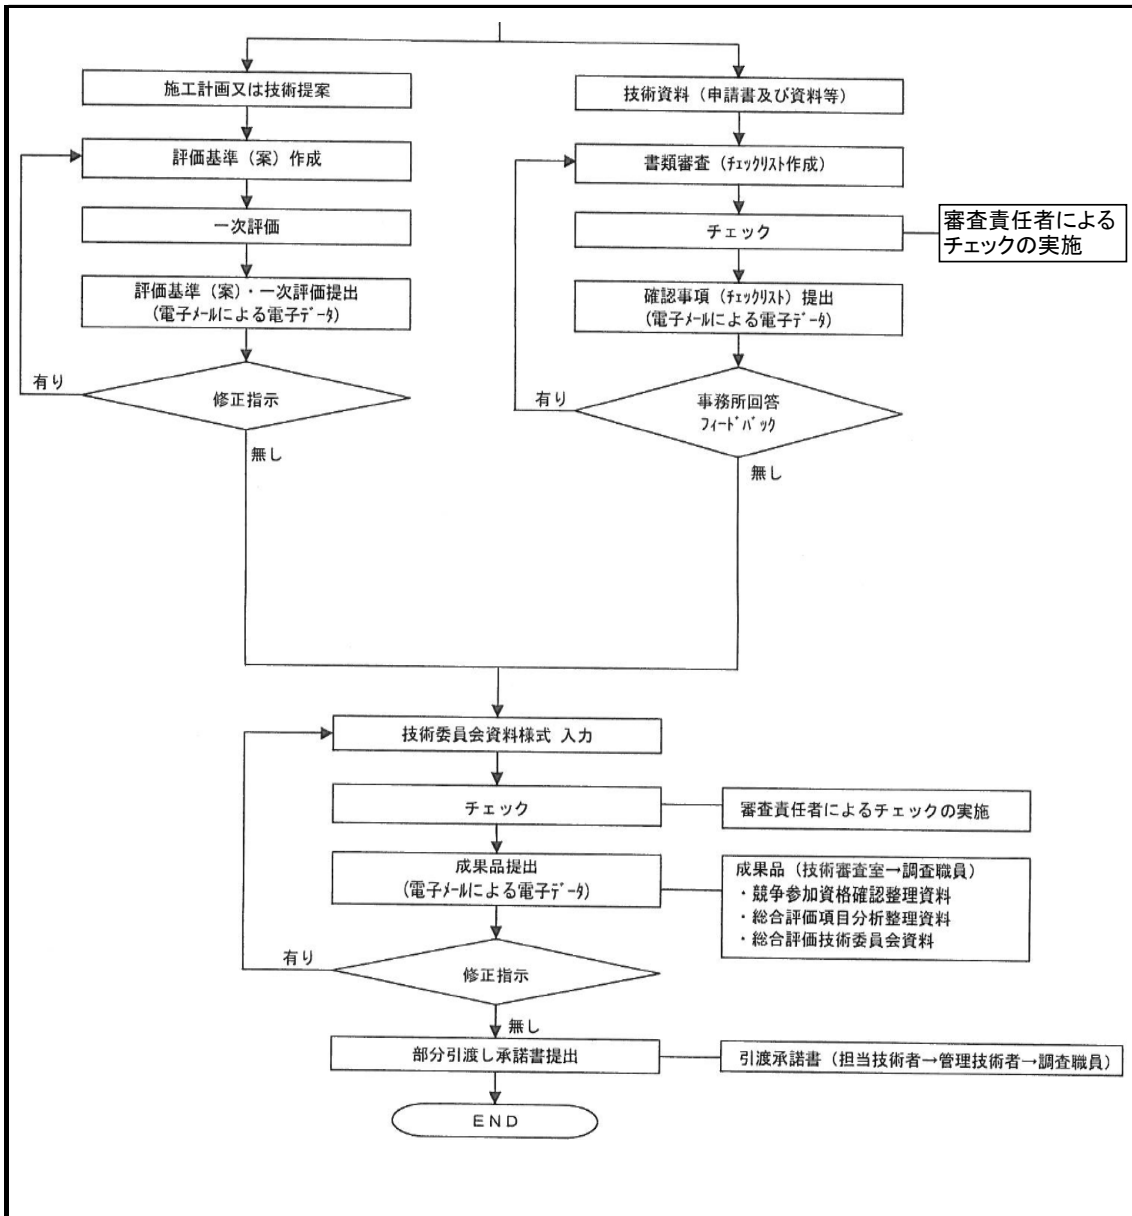 施工計画又は技術提案
評価基準（案）作成
一次評価
評価基準（案）・一次評価提出
(電子ﾒｰﾙによる電子ﾃﾞｰﾀ)
有り
修正指示
無し
技術資料（申請書及び資料等）
書類審査（ﾁｪｯｸﾘｽﾄ作成）
チェック
審査責任者による
チェックの実施
確認事項（ﾁｪｯｸﾘｽﾄ）提出
(電子ﾒｰﾙによる電子ﾃﾞｰﾀ)
有り
事務所回答
ﾌｨｰﾄﾞﾊﾞｯｸ
無し
技術委員会資料様式 入力
チェック
審査責任者によるチェックの実施
成果品提出
(電子ﾒｰﾙによる電子ﾃﾞｰﾀ)
成果品（技術審査室→調査職員）
・競争参加資格確認整理資料
・総合評価項目分析整理資料
・総合評価技術委員会資料
有り
修正指示
無し
部分引渡し承諾書提出
引渡承諾書（担当技術者→管理技術者→調査職員）
ＥＮＤ